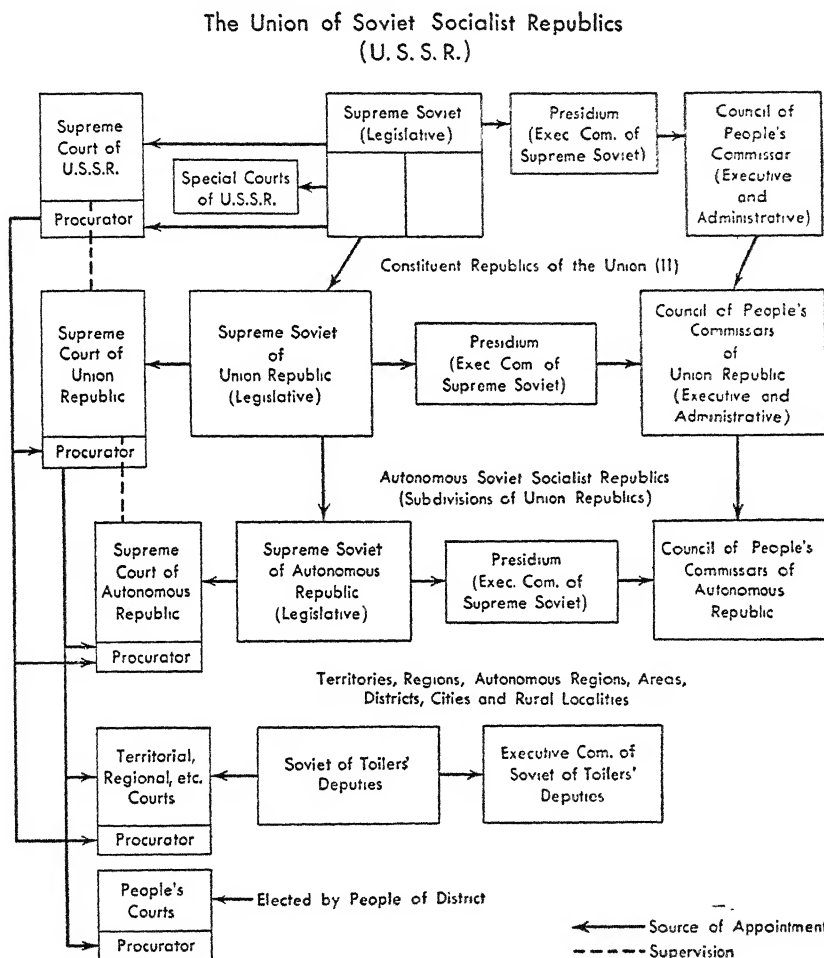 The Union of Soviet Socialist Republics
(U. S. S. R.)
Supreme
Court of
U.S.S.R.
Procurator
Special Courts
of U.S.S.R.
Supreme Soviet
(Legislative)
Presidium
(Exec Com. of
Supreme Soviet)
Council of
People's
Commissar
(Executive
and
Administrative)
Constituent Republics of the Union (11)
Supreme
Court of
Union
Republic
Procurator
Supreme Soviet
of
Union Republic
(Legislative)
Presidium
(Exec Com of
Supreme Soviet)
Council of People's
Commissars
of
Union Republic
(Executive and
Administrative)
Autonomous Soviet Socialist Republics
(Subdivisions of Union Republics)
Supreme
Court of
Autonomous
Republic
Procurator
Supreme Soviet
of Autonomous
Republic
(Legislative)
Presidium
(Exec. Com. of
Supreme Soviet)
Council of People's
Commissars of
Autonomous
Republic
Territories, Regions, Autonomous Regions, Areas,
Districts, Cities and Rural Localities
Territorial,
Regional, etc.
Courts
Procurator
Soviet of Toilers'
Deputies
Executive Com. of
Soviet of Toilers'
Deputies
People's
Courts
Procurator
Elected by People of District
Source of Appointment
Supervision